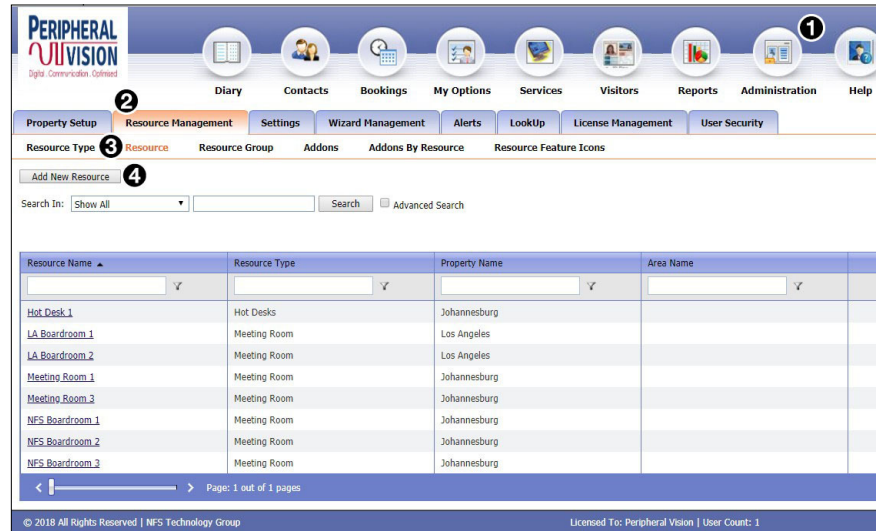 PERIPHERAL
VISION
Digital . Communication . Optimised
1
Diary Contacts Bookings My Options Services Visitors Reports Administration Help
2
Property Setup Resource Management Settings Wizard Management Alerts LookUp License Management User Security
Resource Type 3 Resource Resource Group Addons Addons By Resource Resource Feature Icons
Add New Resource 4
Search In: Show All Search Advanced Search
Resource Name Resource Type Property Name Area Name
Hot Desk 1 Hot Desks Johannesburg
LA Boardroom 1 Meeting Room Los Angeles
LA Boardroom 2 Meeting Room Los Angeles
Meeting Room 1 Meeting Room Johannesburg
Meeting Room 3 Meeting Room Johannesburg
NFS Boardroom 1 Meeting Room Johannesburg
NFS Boardroom 2 Meeting Room Johannesburg
NFS Boardroom 3 Meeting Room Johannesburg
Page: 1 out of 1 pages
© 2018 All Rights Reserved | NFS Technology Group Licensed To: Peripheral Vision | User Count: 1